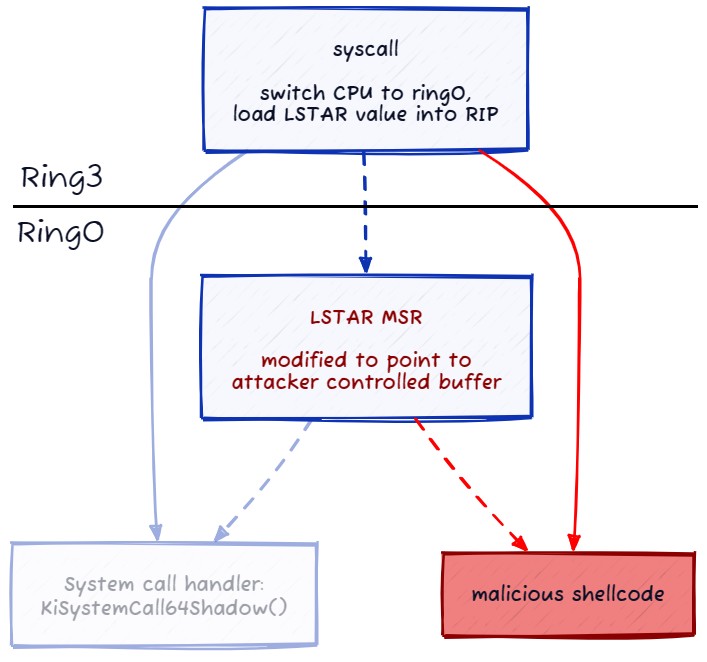 syscall
switch CPU to ring0,
load LSTAR value into RIP
Ring3
Ring0
LSTAR MSR
modified to point to
attacker controlled buffer
System call handler:
KiSystemCall64Shadow()
malicious shellcode